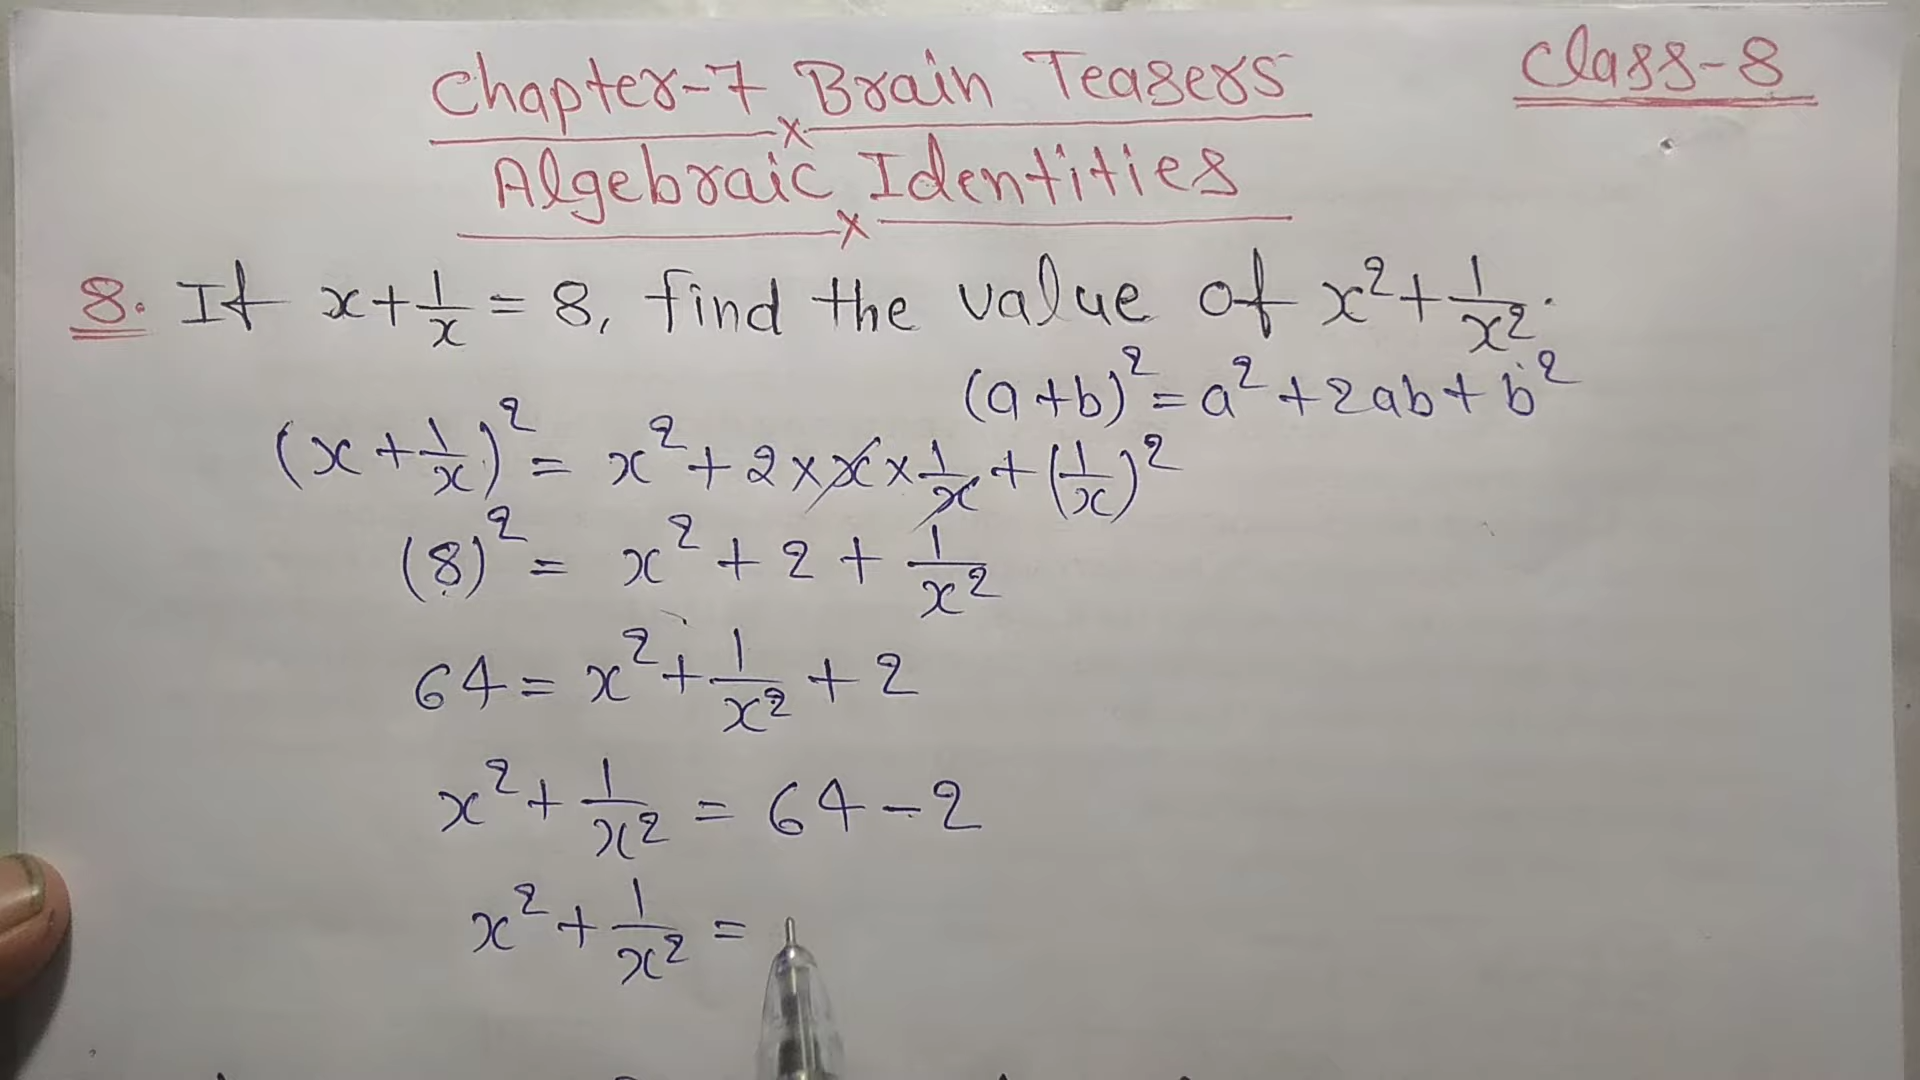 Chapter-7 Brain Teasers
Class-8
Algebraic Identities
8. If x+1/x = 8, find the value of x²+1/x².
(a+b)² = a²+2ab+b²
(x+1/x)² = x²+2×x×1/x+(1/x)²
(8)² = x²+2+1/x²
64 = x²+1/x²+2
x²+1/x² = 64-2
x²+1/x² =